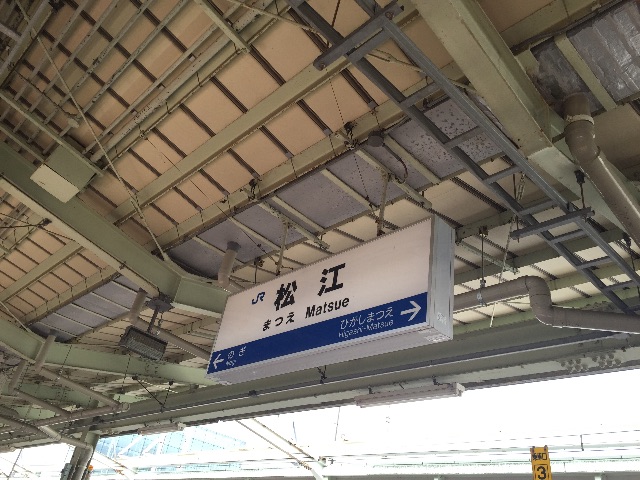 JR 松江
まつえ Matsue
← のぎ
Nogi
ひがしまつえ →
Higashi-Matsue
3